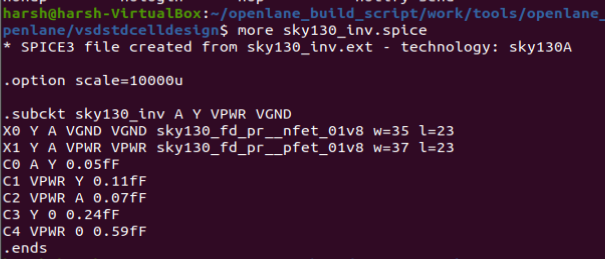 harsh@harsh-VirtualBox:~/openlane_build_script/work/tools/openlane_
penlane/vsdstdcelldesign$ more sky130_inv.spice
* SPICE3 file created from sky130_inv.ext - technology: sky130A
.option scale=10000u
.subckt sky130_inv A Y VPWR VGND
X0 Y A VGND VGND sky130_fd_pr__nfet_01v8 w=35 l=23
X1 Y A VPWR VPWR sky130_fd_pr__pfet_01v8 w=37 l=23
C0 A Y 0.05fF
C1 VPWR Y 0.11fF
C2 VPWR A 0.07fF
C3 Y 0 0.24fF
C4 VPWR 0 0.59fF
.ends